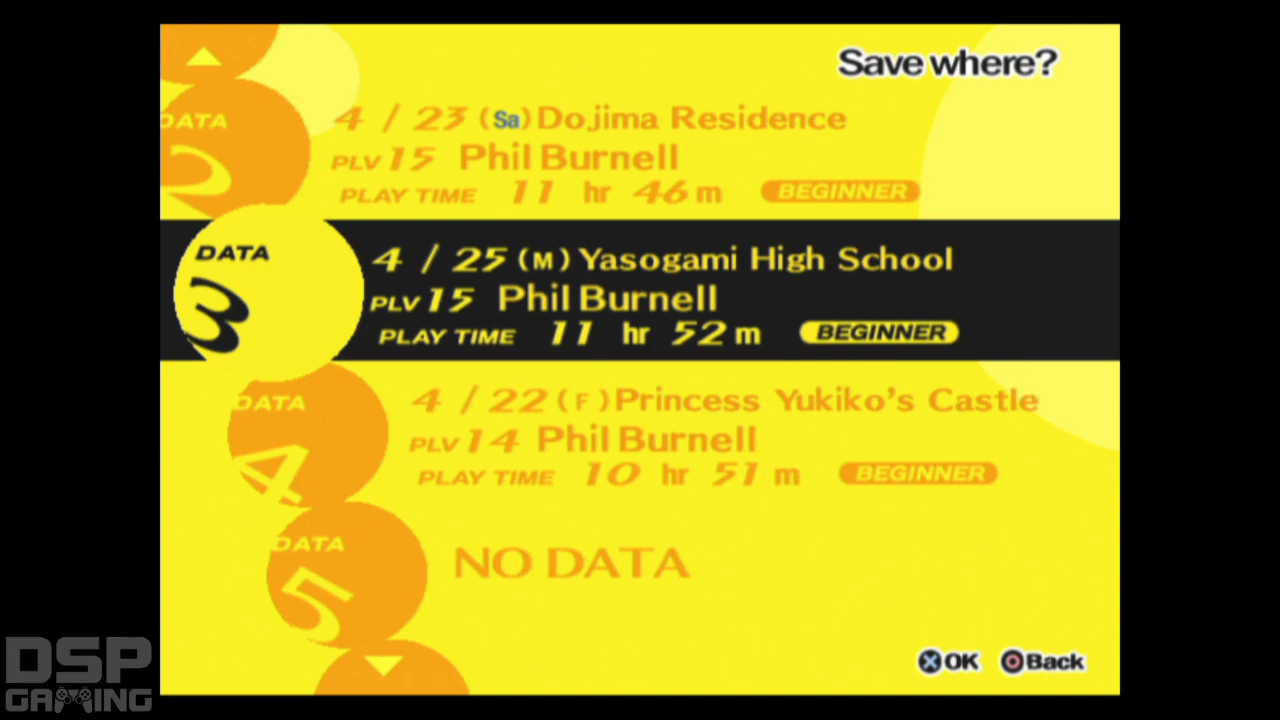 Save where?
DATA
4 / 23 (Sa) Dojima Residence
PLV 15 Phil Burnell
PLAY TIME 11 hr 46 m BEGINNER
DATA
3
4 / 25 (M) Yasogami High School
PLV 15 Phil Burnell
PLAY TIME 11 hr 52 m BEGINNER
DATA
4
4 / 22 (F) Princess Yukiko's Castle
PLV 14 Phil Burnell
PLAY TIME 10 hr 51 m BEGINNER
DATA
5
NO DATA
OK Back
DSP
GAMING